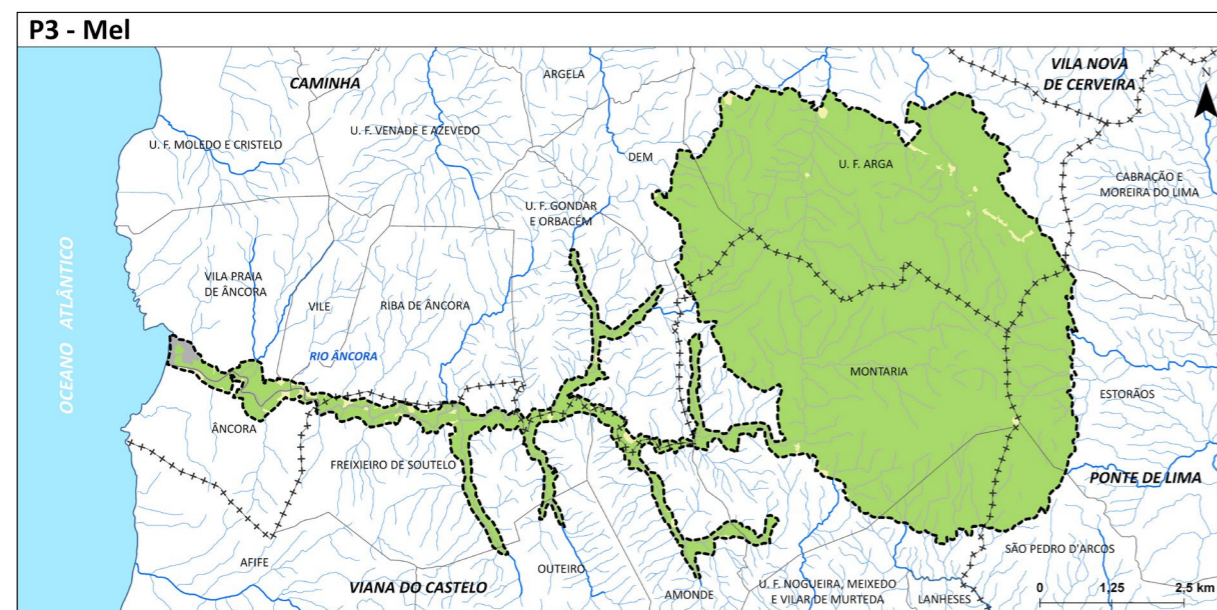 P3 - Mel
CAMINHA
ARGELA
VILA NOVA
DE CERVEIRA
N
U. F. MOLEDO E CRISTELO
U. F. VENADE E AZEVEDO
DEM
U. F. ARGA
CABRAÇÃO E
MOREIRA DO LIMA
U. F. GONDAR
E ORBACÉM
OCEANO ATLÂNTICO
VILA PRAIA
DE ÂNCORA
VILE
RIBA DE ÂNCORA
RIO ÂNCORA
MONTARIA
ESTORÃOS
ÂNCORA
FREIXIEIRO DE SOUTELO
PONTE DE LIMA
AFIFE
VIANA DO CASTELO
OUTEIRO
AMONDE
U. F. NOGUEIRA, MEIXEDO
E VILAR DE MURTEDA
LANHESES
SÃO PEDRO D'ARCOS
0 1,25 2,5 km